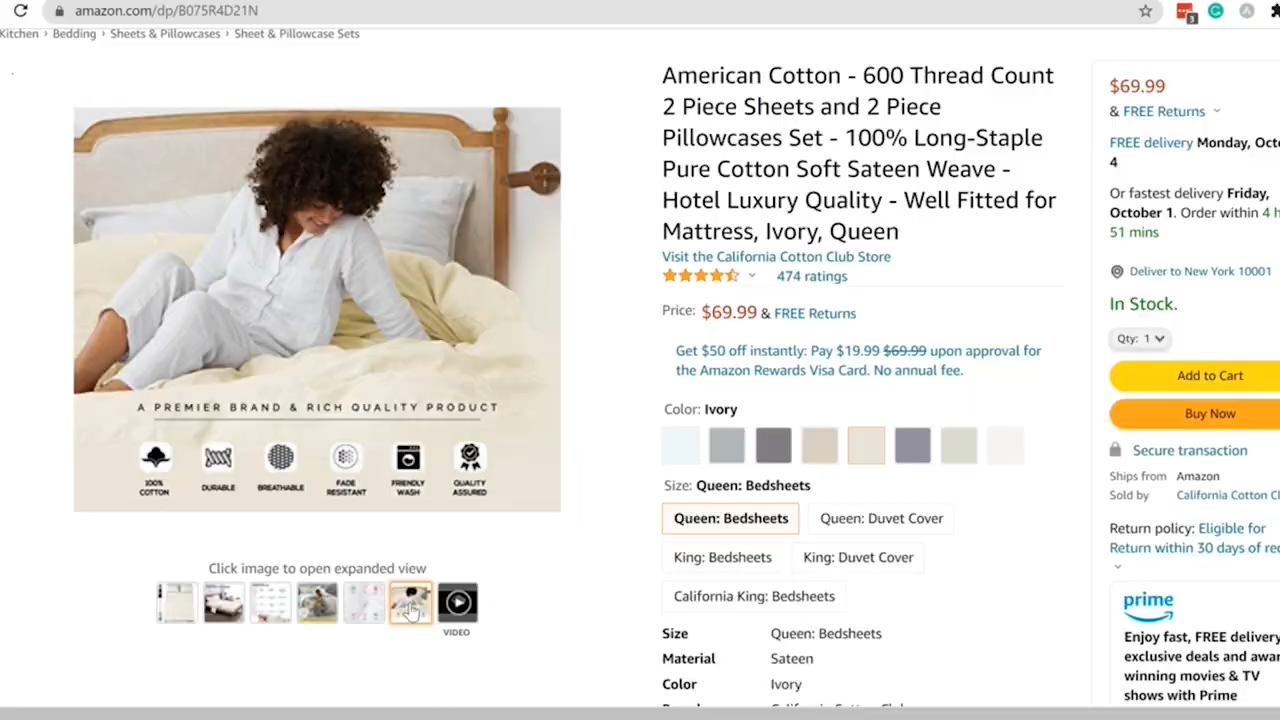 amazon.com/dp/B075R4D21N
3
Kitchen › Bedding › Sheets & Pillowcases › Sheet & Pillowcase Sets
American Cotton - 600 Thread Count
2 Piece Sheets and 2 Piece
Pillowcases Set - 100% Long-Staple
Pure Cotton Soft Sateen Weave -
Hotel Luxury Quality - Well Fitted for
Mattress, Ivory, Queen
Visit the California Cotton Club Store
474 ratings
Price: $69.99 & FREE Returns
Get $50 off instantly: Pay $19.99 $69.99 upon approval for
the Amazon Rewards Visa Card. No annual fee.
Color: Ivory
Size: Queen: Bedsheets
Queen: Bedsheets
Queen: Duvet Cover
King: Bedsheets
King: Duvet Cover
California King: Bedsheets
Size Queen: Bedsheets
Material Sateen
Color Ivory
A PREMIER BRAND & RICH QUALITY PRODUCT
100% COTTON
DURABLE
BREATHABLE
FADE RESISTANT
FRIENDLY WASH
QUALITY ASSURED
Click image to open expanded view
VIDEO
$69.99
& FREE Returns
FREE delivery Monday, Octo
4
Or fastest delivery Friday,
October 1. Order within 4 h
51 mins
Deliver to New York 10001
In Stock.
Qty: 1
Add to Cart
Buy Now
Secure transaction
Ships from Amazon
Sold by California Cotton Cl
Return policy: Eligible for
Return within 30 days of rec
prime
Enjoy fast, FREE delivery
exclusive deals and awar
winning movies & TV
shows with Prime